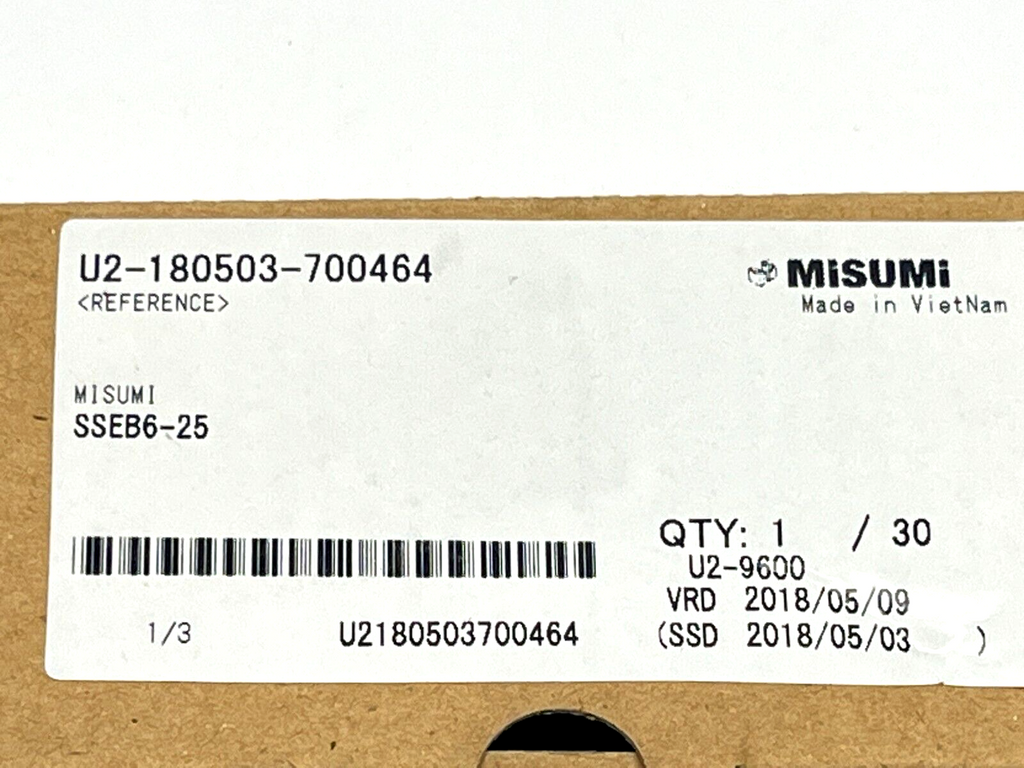 U2-180503-700464
<REFERENCE>
MiSUMi
Made in VietNam
MISUMI
SSEB6-25
QTY: 1 / 30
U2-9600
VRD 2018/05/09
(SSD 2018/05/03 )
1/3
U2180503700464